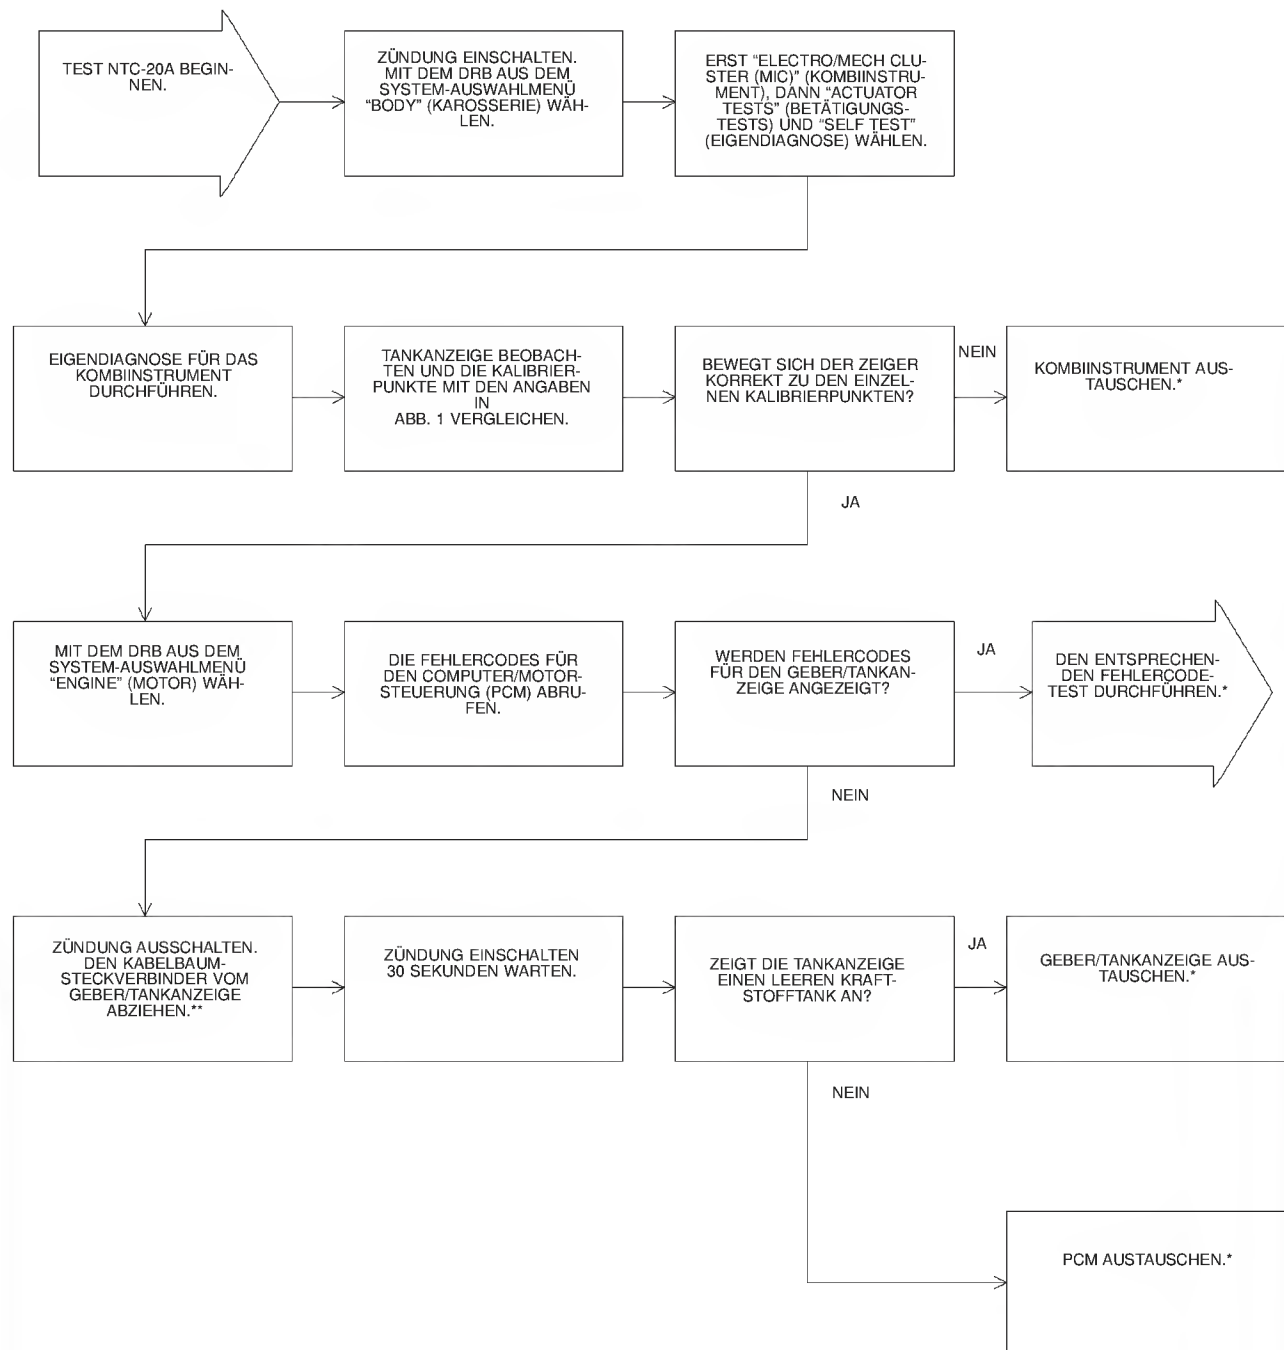 TEST NTC-20A BEGIN-
NEN.
ZÜNDUNG EINSCHALTEN.
MIT DEM DRB AUS DEM
SYSTEM-AUSWAHLMENÜ
“BODY” (KAROSSERIE) WÄH-
LEN.
ERST “ELECTRO/MECH CLU-
STER (MIC)” (KOMBIINSTRU-
MENT), DANN “ACTUATOR
TESTS” (BETÄTIGUNGS-
TESTS) UND “SELF TEST”
(EIGENDIAGNOSE) WÄHLEN.
EIGENDIAGNOSE FÜR DAS
KOMBIINSTRUMENT
DURCHFÜHREN.
TANKANZEIGE BEOBACH-
TEN UND DIE KALIBRIER-
PUNKTE MIT DEN ANGABEN
IN
ABB. 1 VERGLEICHEN.
BEWEGT SICH DER ZEIGER
KORREKT ZU DEN EINZEL-
NEN KALIBRIERPUNKTEN?
NEIN
KOMBIINSTRUMENT AUS-
TAUSCHEN.*
JA
MIT DEM DRB AUS DEM
SYSTEM-AUSWAHLMENÜ
“ENGINE” (MOTOR) WÄH-
LEN.
DIE FEHLERCODES FÜR
DEN COMPUTER/MOTOR-
STEUERUNG (PCM) ABRU-
FEN.
WERDEN FEHLERCODES
FÜR DEN GEBER/TANKAN-
ZEIGE ANGEZEIGT?
JA
DEN ENTSPRECHEN-
DEN FEHLERCODE-
TEST DURCHFÜHREN.*
NEIN
ZÜNDUNG AUSSCHALTEN.
DEN KABELBAUM-
STECKVERBINDER VOM
GEBER/TANKANZEIGE
ABZIEHEN.**
ZÜNDUNG EINSCHALTEN
30 SEKUNDEN WARTEN.
ZEIGT DIE TANKANZEIGE
EINEN LEEREN KRAFT-
STOFFTANK AN?
JA
GEBER/TANKANZEIGE AUS-
TAUSCHEN.*
NEIN
PCM AUSTAUSCHEN.*